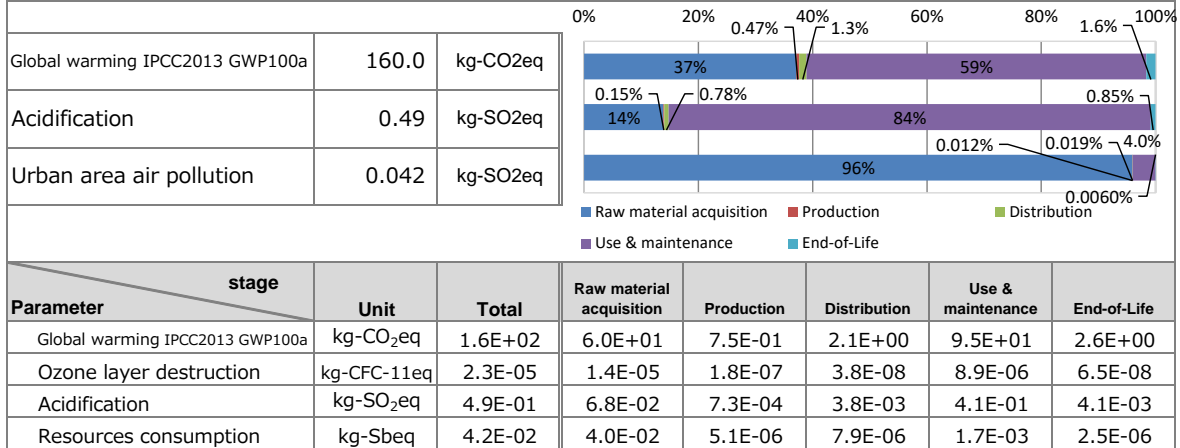 0% 20% 40% 60% 80% 100%
0.47% 1.3% 1.6%
Global warming IPCC2013 GWP100a 160.0 kg-CO2eq 37% 59%
0.15% 0.78% 0.85%
Acidification 0.49 kg-SO2eq 14% 84%
0.012% 0.019% 4.0%
Urban area air pollution 0.042 kg-SO2eq 96%
0.0060%
Raw material acquisition Production Distribution
Use & maintenance End-of-Life
stage
Parameter Unit Total Raw material acquisition Production Distribution Use & maintenance End-of-Life
Global warming IPCC2013 GWP100a kg-CO₂eq 1.6E+02 6.0E+01 7.5E-01 2.1E+00 9.5E+01 2.6E+00
Ozone layer destruction kg-CFC-11eq 2.3E-05 1.4E-05 1.8E-07 3.8E-08 8.9E-06 6.5E-08
Acidification kg-SO₂eq 4.9E-01 6.8E-02 7.3E-04 3.8E-03 4.1E-01 4.1E-03
Resources consumption kg-Sbeq 4.2E-02 4.0E-02 5.1E-06 7.9E-06 1.7E-03 2.5E-06